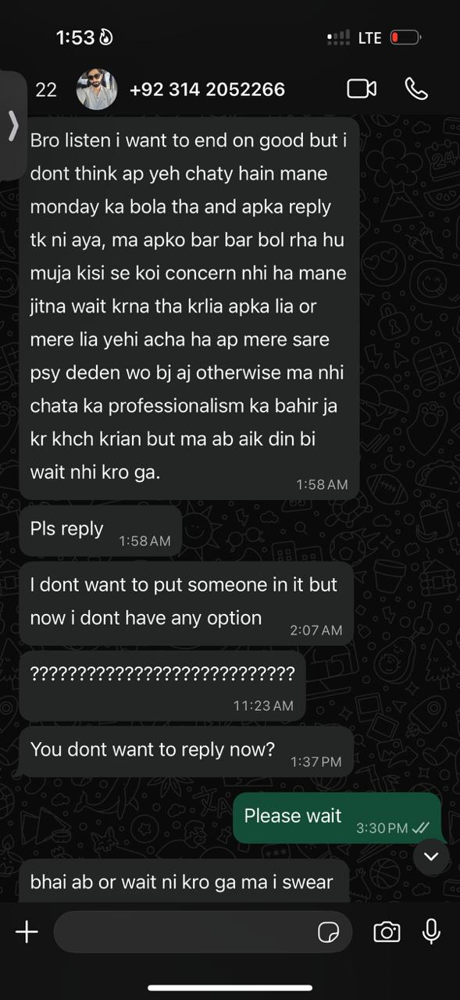 1:53
LTE
22
+92 314 2052266
Bro listen i want to end on good but i
dont think ap yeh chaty hain mane
monday ka bola tha and apka reply
tk ni aya, ma apko bar bar bol rha hu
muja kisi se koi concern nhi ha mane
jitna wait krna tha krlia apka lia or
mere lia yehi acha ha ap mere sare
psy deden wo bj aj otherwise ma nhi
chata ka professionalism ka bahir ja
kr khch krian but ma ab aik din bi
wait nhi kro ga.
1:58 AM
Pls reply
1:58 AM
I dont want to put someone in it but
now i dont have any option
2:07 AM
????????????????????????????
11:23 AM
You dont want to reply now?
1:37 PM
Please wait
3:30 PM
bhai ab or wait ni kro ga ma i swear